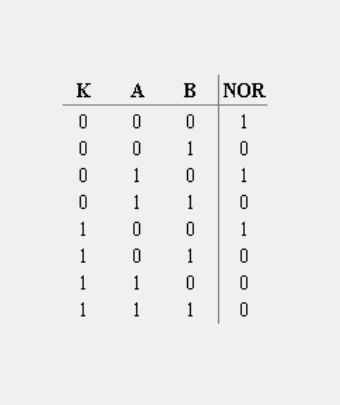 K A B NOR
0 0 0 1
0 0 1 0
0 1 0 1
0 1 1 0
1 0 0 1
1 0 1 0
1 1 0 0
1 1 1 0